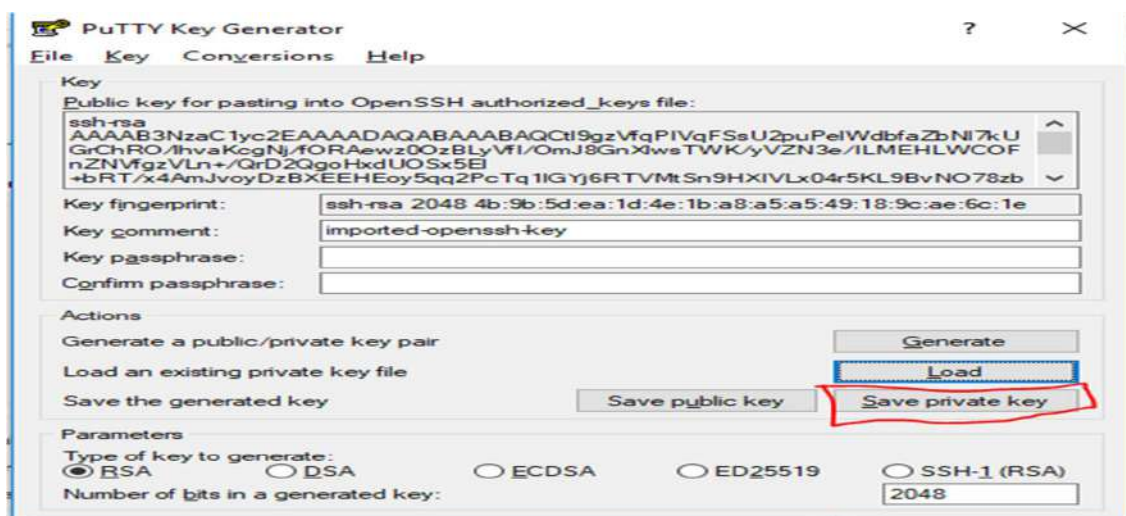 PuTTY Key Generator ? ✕
File Key Conversions Help
Key
Public key for pasting into OpenSSH authorized_keys file:
ssh-rsa
AAAAB3NzaC1yc2EAAAADAQABAAABAQCtl9gzVfqPIVqFSsU2puPelWdbfaZbNl7kU
GrChRO/lhvaKcgNj/fORAewz0OzBLyVfl/OmJ8GnXlwsTWK/yVZN3e/ILMEHLWCOF
nZNVfgzVLn+/QrD2QgoHxdUOSx5El
+bRT/x4AmJvoyDzBXEEHEoy5qq2PcTq1lGYj6RTVMtSn9HXIVLx04r5KL9BvNO78zb
Key fingerprint: ssh-rsa 2048 4b:9b:5d:ea:1d:4e:1b:a8:a5:a5:49:18:9c:ae:6c:1e
Key comment: imported-openssh-key
Key passphrase:
Confirm passphrase:
Actions
Generate a public/private key pair Generate
Load an existing private key file Load
Save the generated key Save public key Save private key
Parameters
Type of key to generate:
RSA DSA ECDSA ED25519 SSH-1 (RSA)
Number of bits in a generated key: 2048